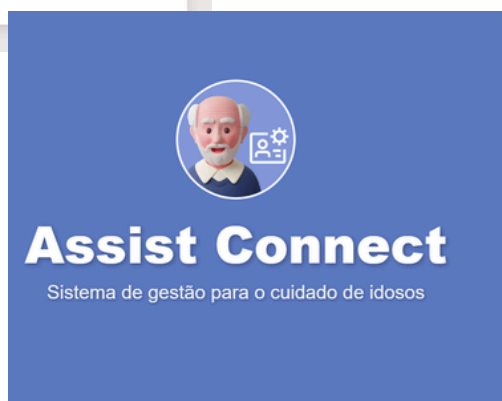 Assist Connect
Sistema de gestão para o cuidado de idosos